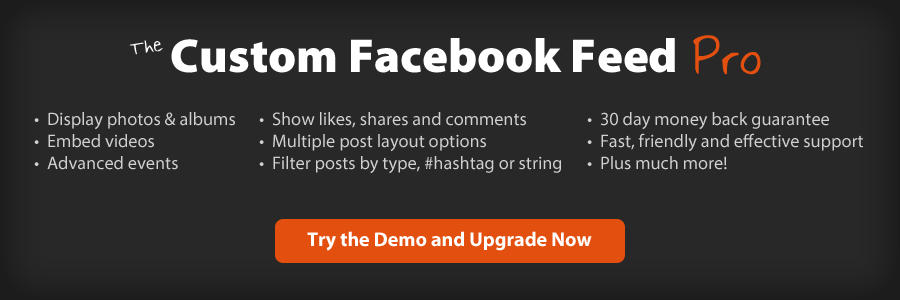 The Custom Facebook Feed Pro
• Display photos & albums
• Embed videos
• Advanced events
• Show likes, shares and comments
• Multiple post layout options
• Filter posts by type, #hashtag or string
• 30 day money back guarantee
• Fast, friendly and effective support
• Plus much more!
Try the Demo and Upgrade Now